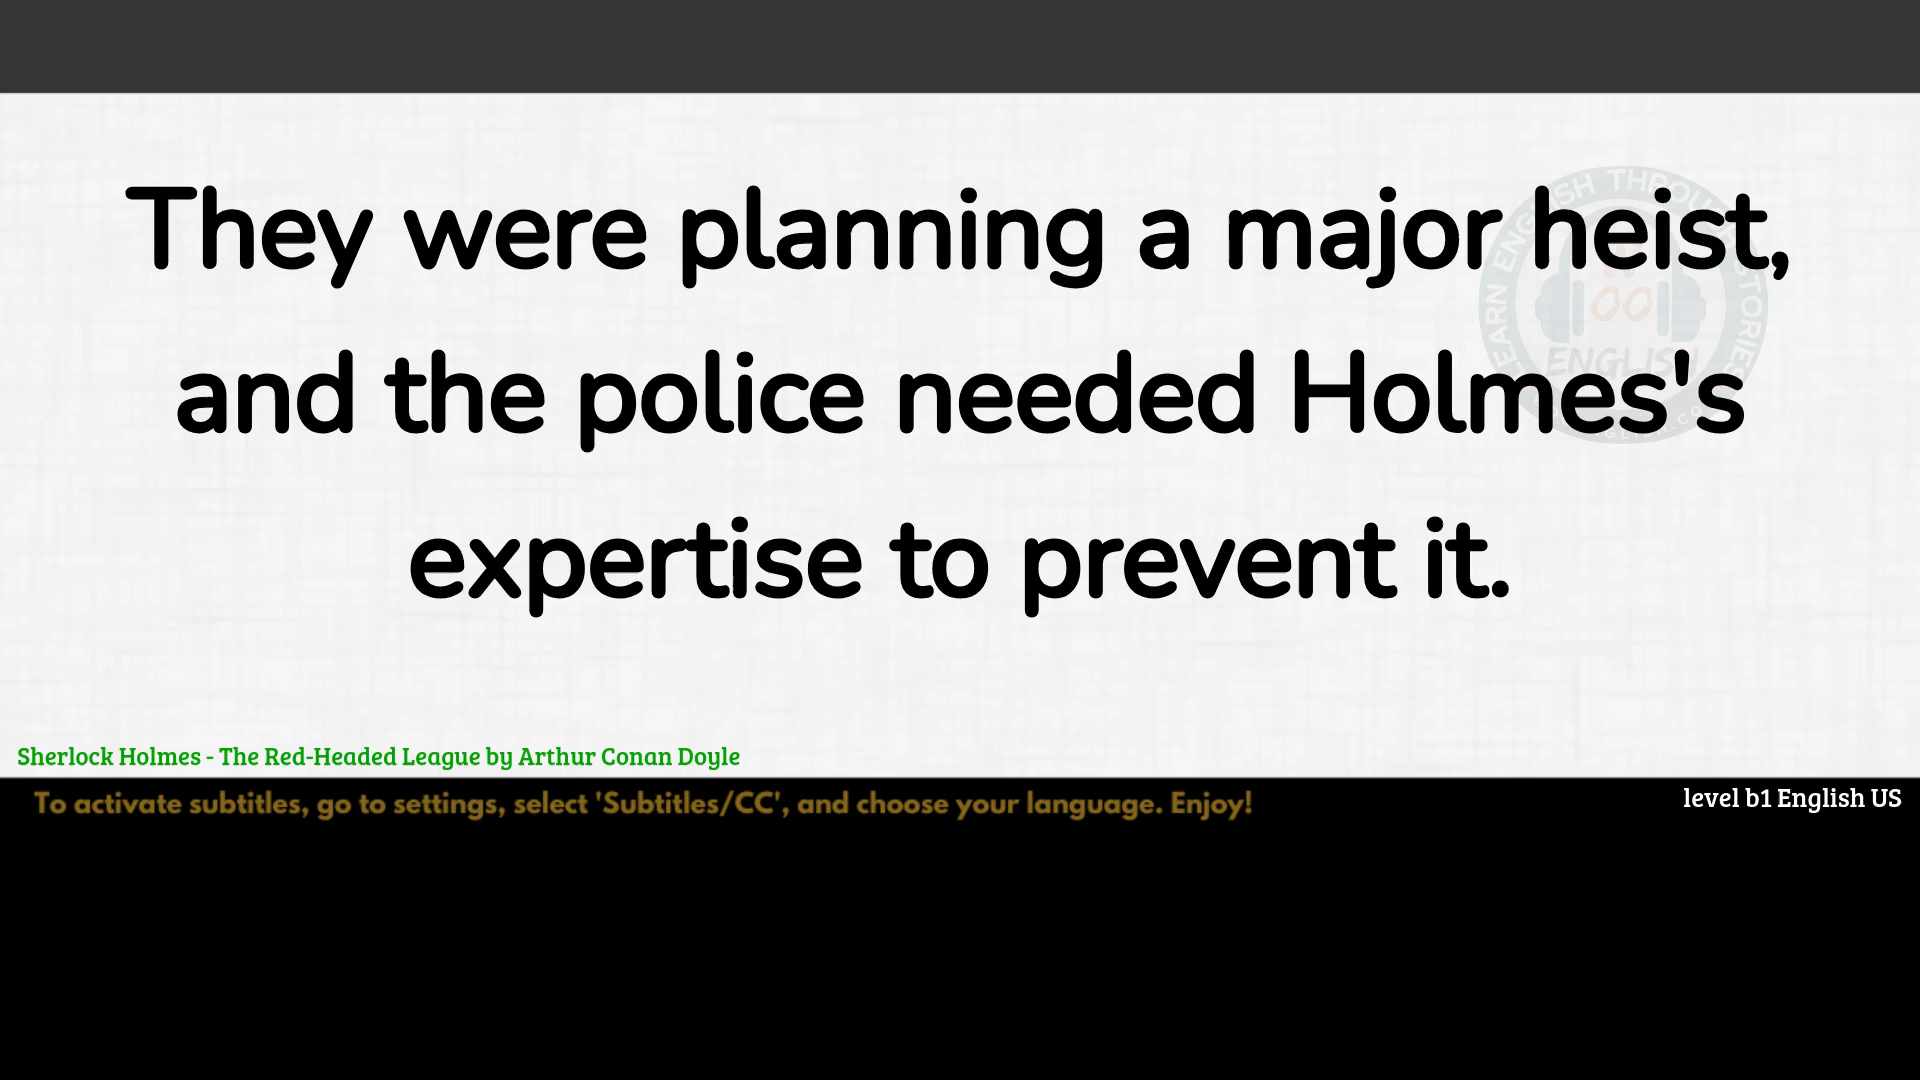 They were planning a major heist,
and the police needed Holmes's
expertise to prevent it.
Sherlock Holmes - The Red-Headed League by Arthur Conan Doyle
To activate subtitles, go to settings, select 'Subtitles/CC', and choose your language. Enjoy!
level b1 English US